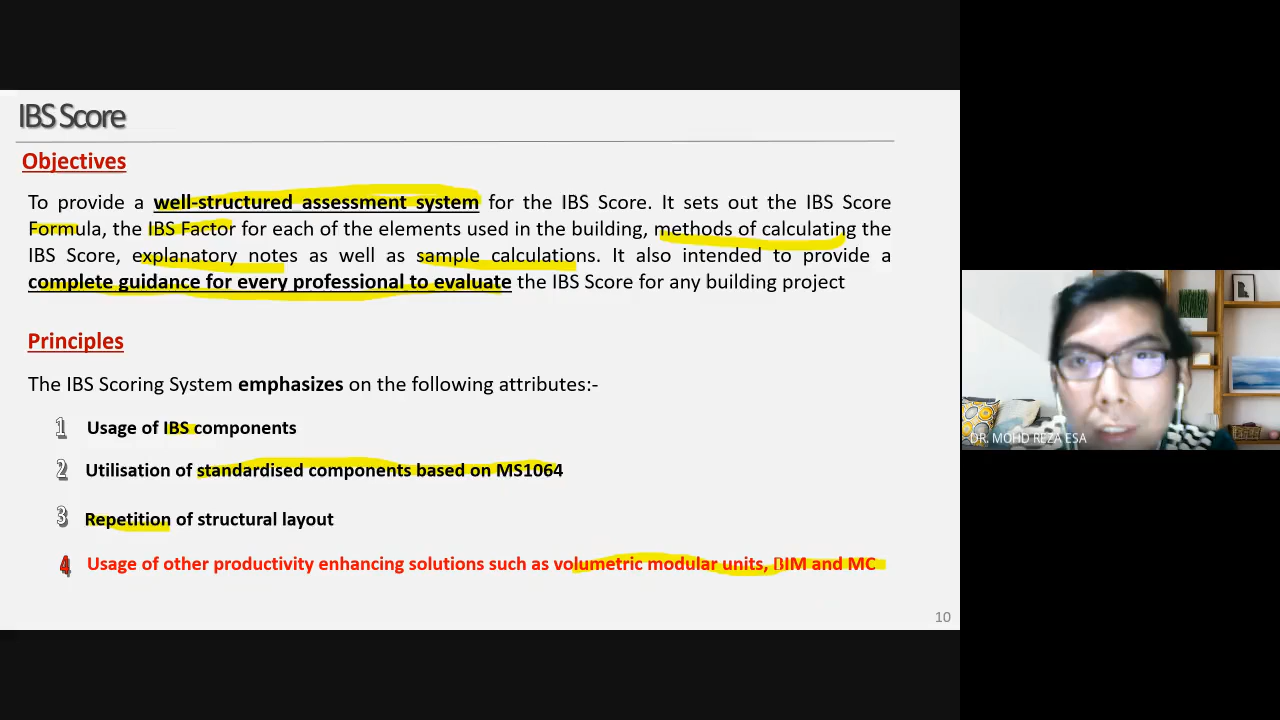 IBS Score
Objectives
To provide a well-structured assessment system for the IBS Score. It sets out the IBS Score
Formula, the IBS Factor for each of the elements used in the building, methods of calculating the
IBS Score, explanatory notes as well as sample calculations. It also intended to provide a
complete guidance for every professional to evaluate the IBS Score for any building project
Principles
The IBS Scoring System emphasizes on the following attributes:-
1 Usage of IBS components
2 Utilisation of standardised components based on MS1064
3 Repetition of structural layout
4 Usage of other productivity enhancing solutions such as volumetric modular units, BIM and MC
10
DR. MOHD REZA ESA